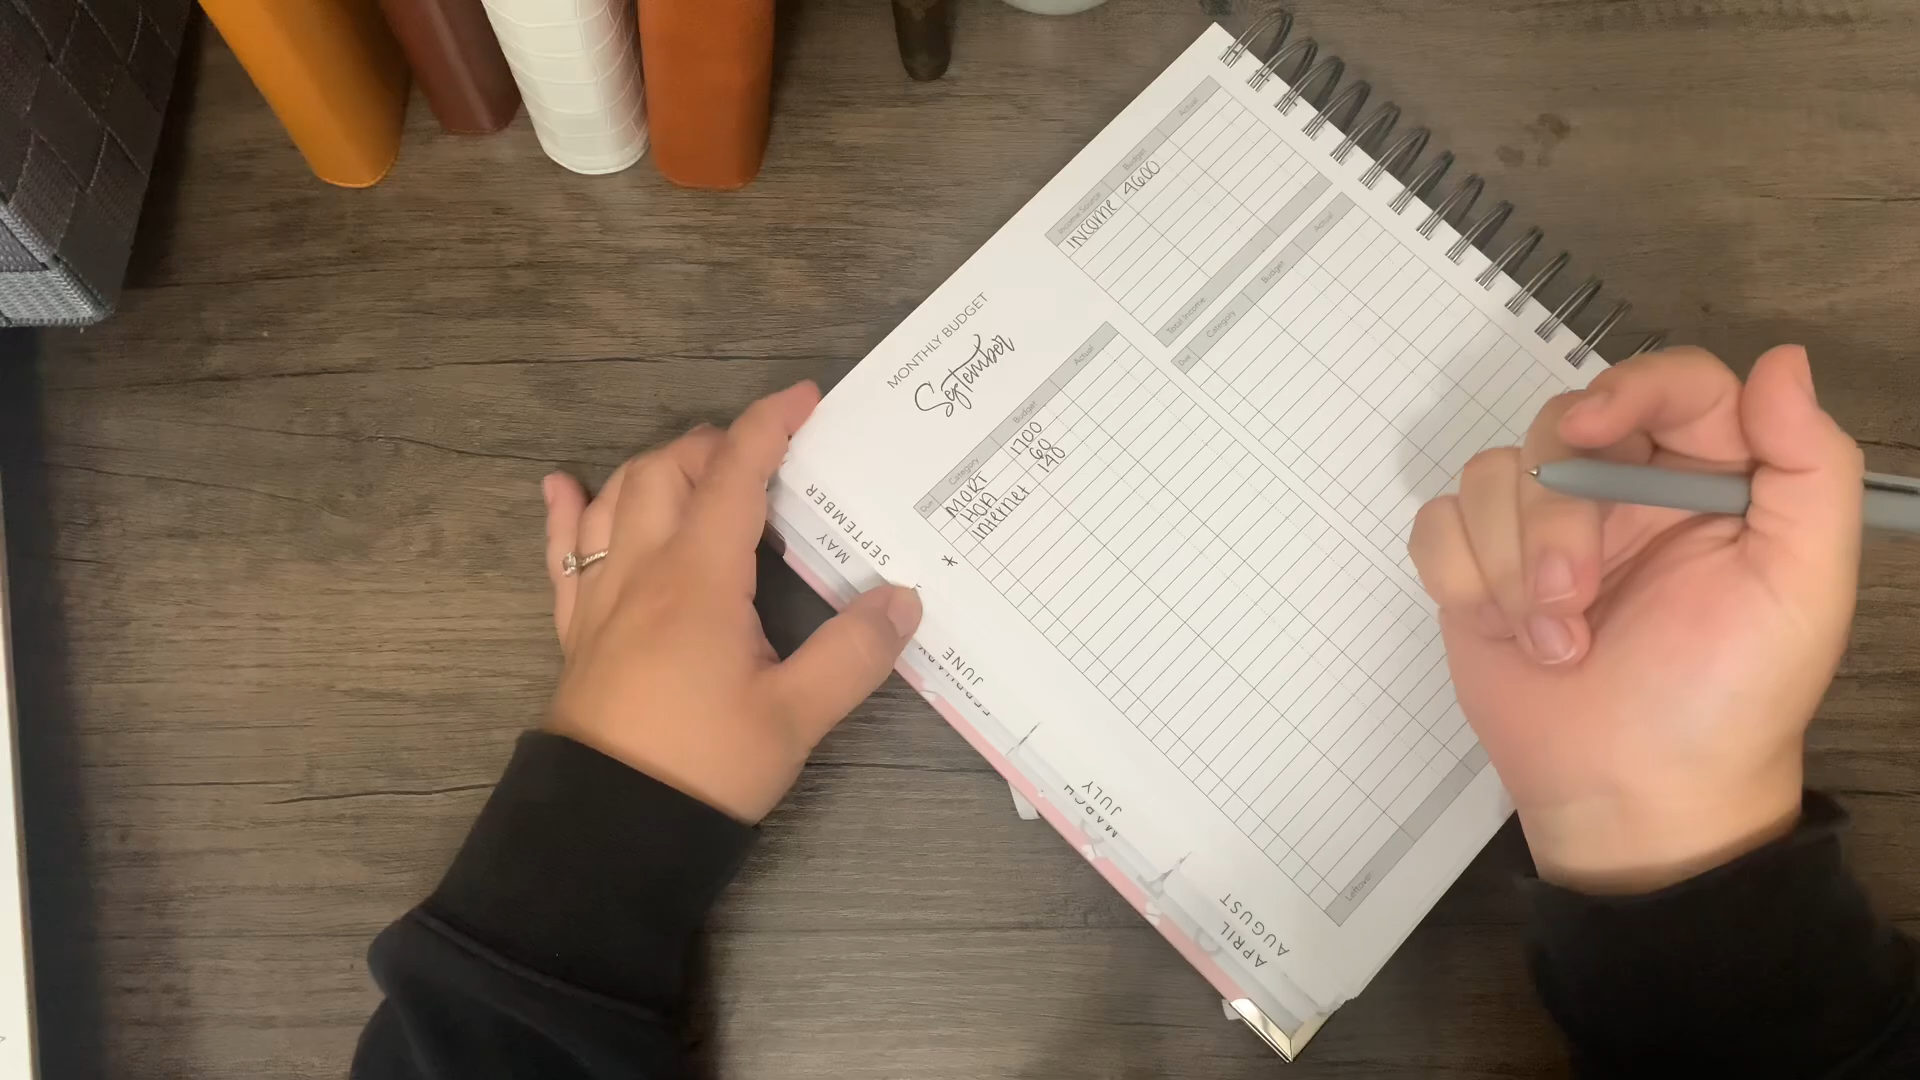 MONTHLY BUDGET
September
Income Source Budget Actual
INCOME 4600
Total Income
Due Category Budget Actual
MORT 1700
HOA 60
* Internet 140
Due Category Budget Actual
Leftover
SEPTEMBER
MAY
JUNE
FEBRUARY
JULY
MARCH
AUGUST
APRIL